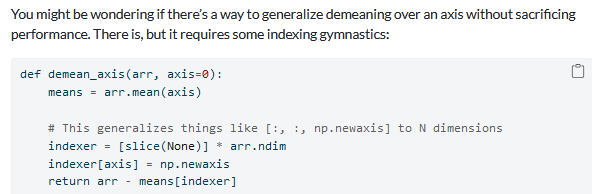 You might be wondering if there's a way to generalize demeaning over an axis without sacrificing
performance. There is, but it requires some indexing gymnastics:
def demean_axis(arr, axis=0):
    means = arr.mean(axis)

    # This generalizes things like [:, :, np.newaxis] to N dimensions
    indexer = [slice(None)] * arr.ndim
    indexer[axis] = np.newaxis
    return arr - means[indexer]